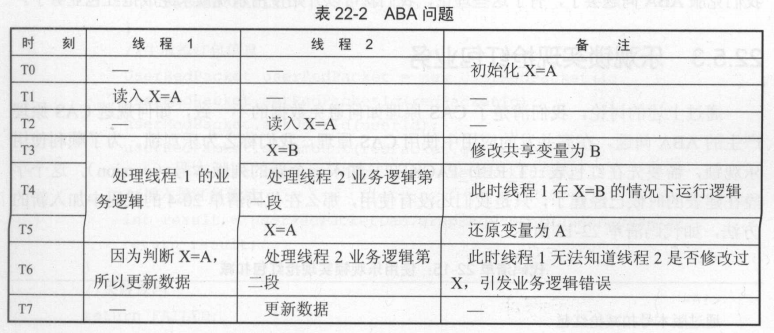 表 22-2 ABA 问题
时 刻 线 程 1 线 程 2 备 注
T0 — — 初始化 X=A
T1 读入 X=A — —
T2 — 读入 X=A —
T3 — X=B 修改共享变量为 B
T4 处理线程 1 的业 处理线程 2 业务逻辑第 此时线程 1 在 X=B 的情况下运行逻辑
务逻辑 一段
T5 X=A 还原变量为 A
T6 因为判断 X=A, 处理线程 2 业务逻辑第 此时线程 1 无法知道线程 2 是否修改过
所以更新数据 二段 X,引发业务逻辑错误
T7 — 更新数据 —